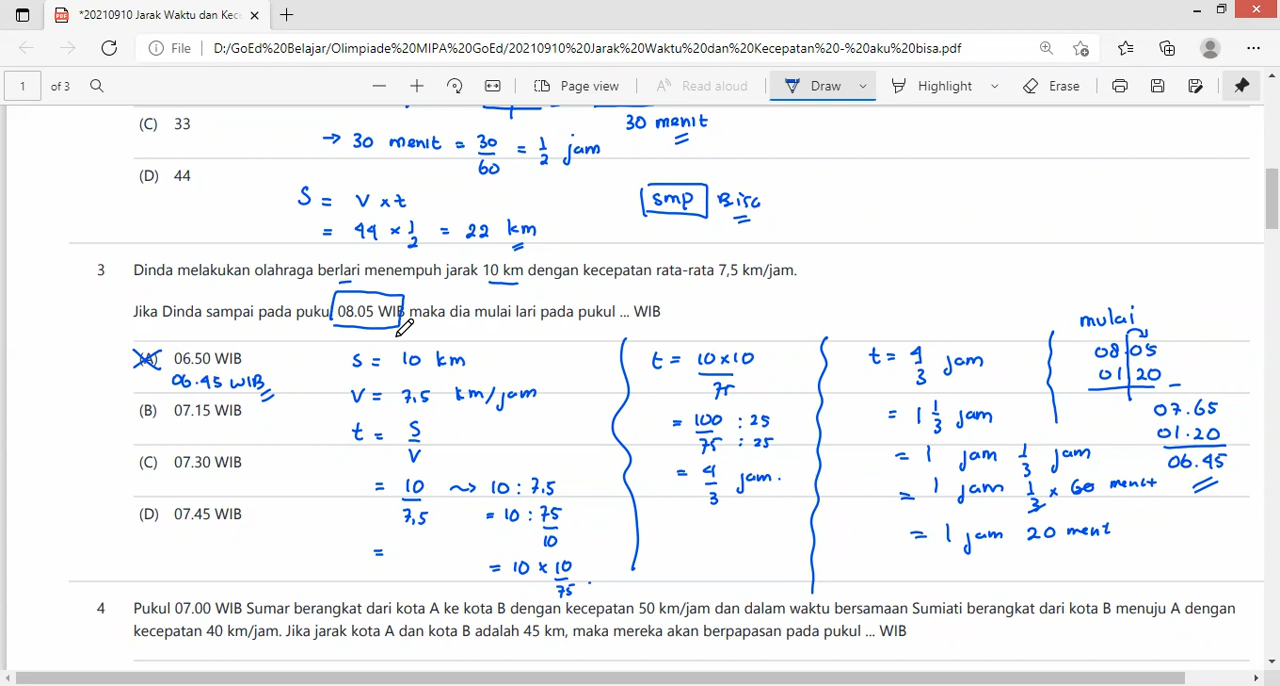 *20210910 Jarak Waktu dan Kec
File D:/GoEd%20Belajar/Olimpiade%20MIPA%20GoEd/20210910%20Jarak%20Waktu%20dan%20Kecepatan%20-%20aku%20bisa.pdf
1 of 3 Page view Read aloud Draw Highlight Erase
(C) 33
30 menit
→ 30 menit = 30/60 = 1/2 jam
(D) 44
S = V x t
smp Bisa
= 44 x 1/2 = 22 km
3 Dinda melakukan olahraga berlari menempuh jarak 10 km dengan kecepatan rata-rata 7,5 km/jam.
Jika Dinda sampai pada puku 08.05 WIB maka dia mulai lari pada pukul ... WIB
(A) 06.50 WIB
06.45 WIB
(B) 07.15 WIB
(C) 07.30 WIB
(D) 07.45 WIB
S = 10 km
V = 7,5 km/jam
t = S/V
= 10/7,5 ~> 10 : 7,5
= 10 : 75/10
=
= 10 x 10/75
t = 10x10/75
= 100 : 25/75 : 25
= 4/3 jam.
t = 4/3 jam
= 1 1/3 jam
= 1 jam 1/3 jam
= 1 jam 1/3 x 60 menit
= 1 jam 20 menit
mulai
08 05
01 20
07.65
01.20
06.45
4 Pukul 07.00 WIB Sumar berangkat dari kota A ke kota B dengan kecepatan 50 km/jam dan dalam waktu bersamaan Sumiati berangkat dari kota B menuju A dengan
kecepatan 40 km/jam. Jika jarak kota A dan kota B adalah 45 km, maka mereka akan berpapasan pada pukul ... WIB